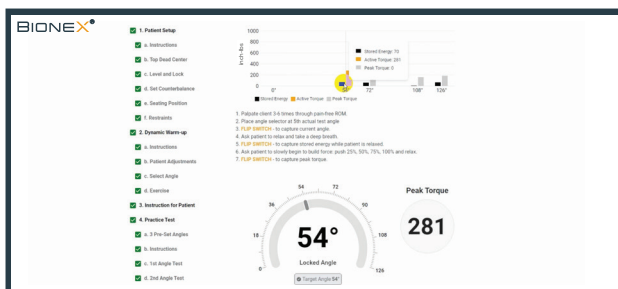 BIONEX
1. Patient Setup
a. Instructions
b. Top Dead Center
c. Level and Lock
d. Set Counterbalance
e. Seating Position
f. Restraints
2. Dynamic Warm-up
a. Instructions
b. Patient Adjustments
c. Select Angle
d. Exercise
3. Instruction for Patient
4. Practice Test
a. 3 Pre-Set Angles
b. Instructions
c. 1st Angle Test
d. 2nd Angle Test
inch-lbs
1000
800
600
400
200
0
Stored Energy: 70
Active Torque: 281
Peak Torque: 0
0° 72° 108° 126°
Stored Energy Active Torque Peak Torque
1. Palpate client 3-6 times through pain-free ROM.
2. Place angle selector at 5th actual test angle
3. FLIP SWITCH - to capture current angle.
4. Ask patient to relax and take a deep breath.
5. FLIP SWITCH - to capture stored energy while patient is relaxed.
6. Ask patient to slowly begin to build force: push 25%, 50%, 75%, 100% and relax.
7. FLIP SWITCH - to capture peak torque.
0
18
36
54
72
90
108
126
54°
Locked Angle
Target Angle 54°
Peak Torque
281